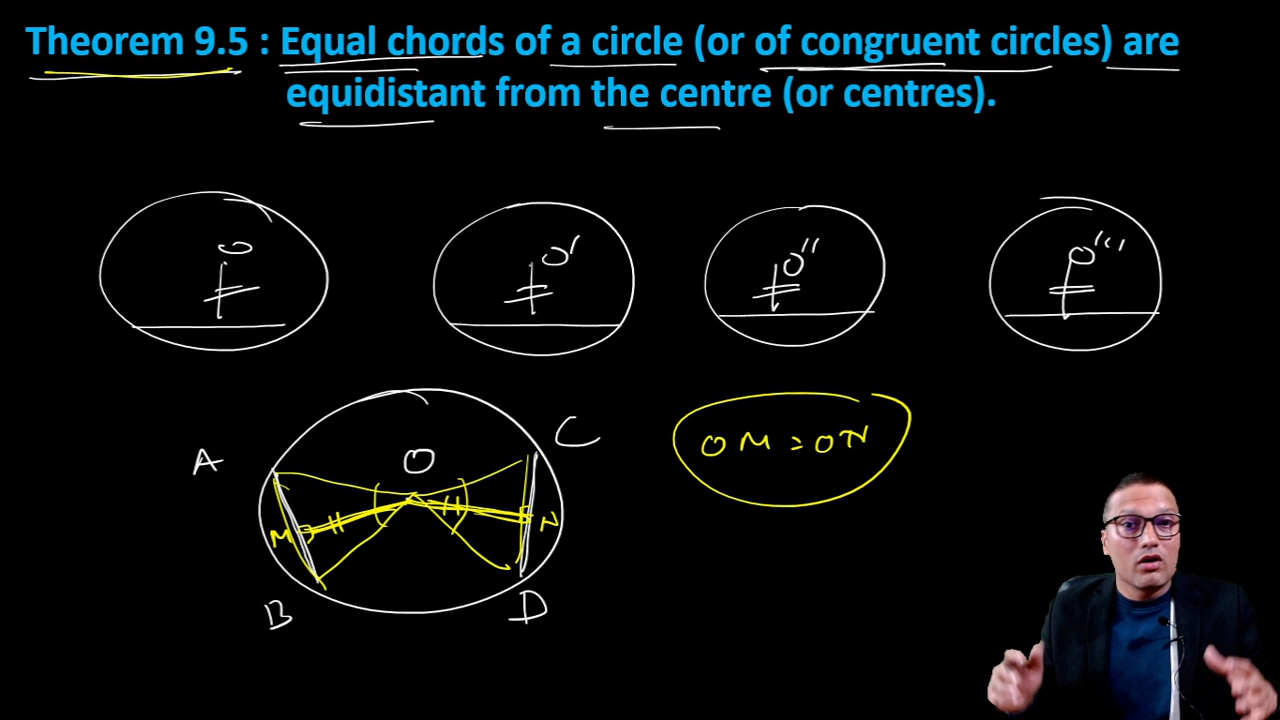 Theorem 9.5 : Equal chords of a circle (or of congruent circles) are
equidistant from the centre (or centres).
O O' O'' O'''
A O C OM = ON
M N
B D